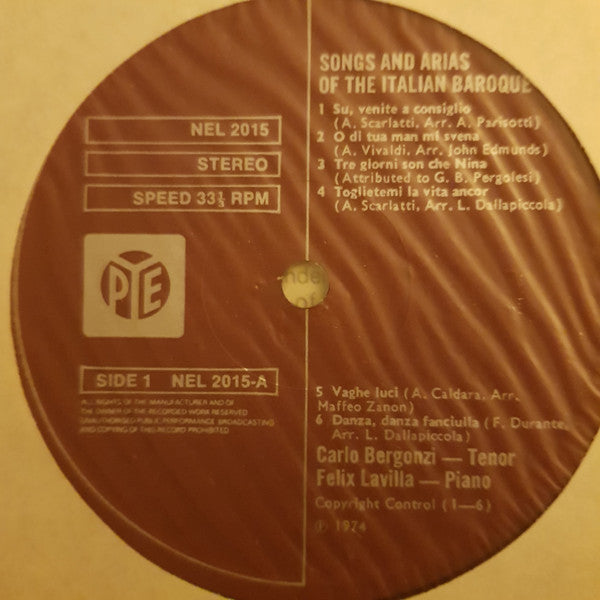 SONGS AND ARIAS
OF THE ITALIAN BAROQUE
1 Su, venite a consiglio
(A. Scarlatti, Arr. A. Parisotti)
2 O di tua man mi svena
(A. Vivaldi, Arr. John Edmunds)
3 Tre giorni son che Nina
(Attributed to G. B. Pergolesi)
4 Toglietemi la vita ancor
(A. Scarlatti, Arr. L. Dallapiccola)
NEL 2015
STEREO
SPEED 33⅓ RPM
PYE
SIDE 1 NEL 2015-A
ALL RIGHTS OF THE MANUFACTURER AND OF
THE OWNER OF THE RECORDED WORK RESERVED
UNAUTHORISED PUBLIC PERFORMANCE BROADCASTING
AND COPYING OF THIS RECORD PROHIBITED
5 Vaghe luci (A. Caldara, Arr.
Maffeo Zanon)
6 Danza, danza fanciulla (F. Durante,
Arr. L. Dallapiccola)
Carlo Bergonzi — Tenor
Felix Lavilla — Piano
Copyright Control (1—6)
℗ 1974